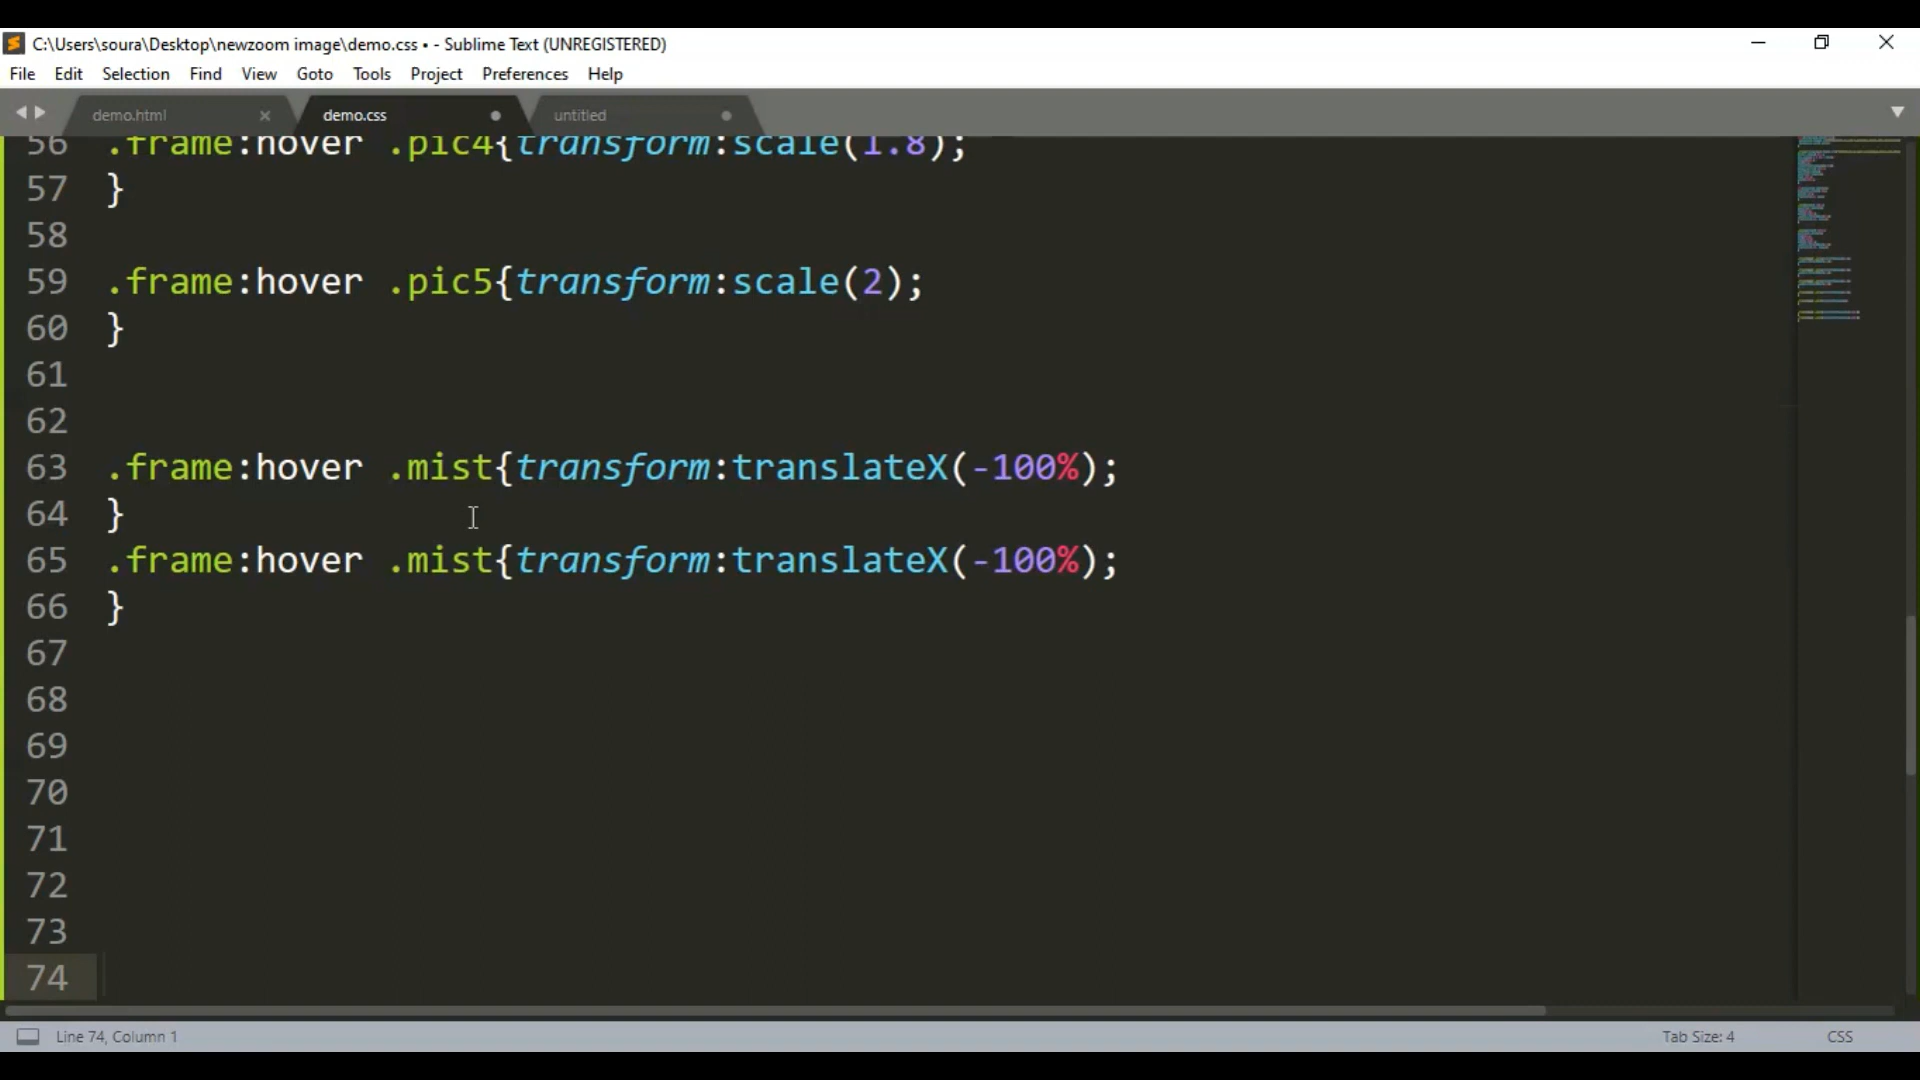 C:\Users\soura\Desktop\newzoom image\demo.css • - Sublime Text (UNREGISTERED)
File Edit Selection Find View Goto Tools Project Preferences Help
demo.html demo.css untitled
56 .frame:hover .pic4{transform:scale(1.8);
57 }
58
59 .frame:hover .pic5{transform:scale(2);
60 }
61
62
63 .frame:hover .mist{transform:translateX(-100%);
64 }
65 .frame:hover .mist{transform:translateX(-100%);
66 }
67
68
69
70
71
72
73
74
Line 74, Column 1 Tab Size: 4 CSS